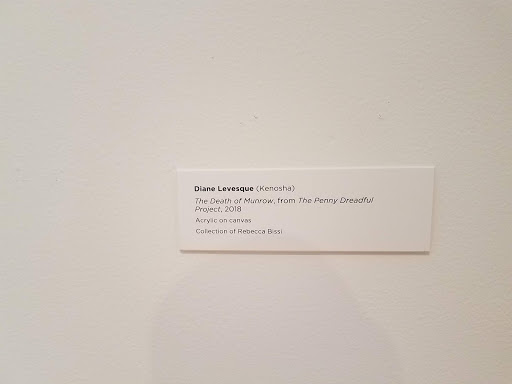 Diane Levesque (Kenosha)
The Death of Munrow, from The Penny Dreadful
Project, 2018
Acrylic on canvas
Collection of Rebecca Bissi